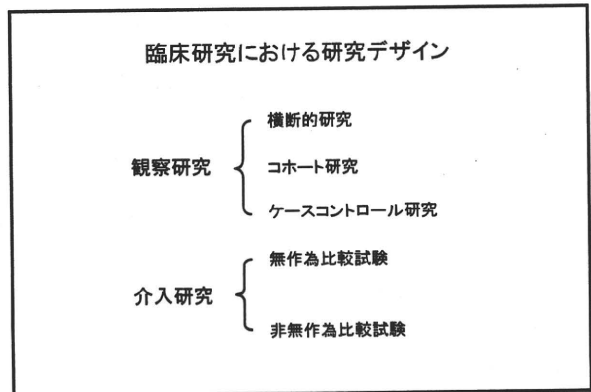 臨床研究における研究デザイン
横断的研究
観察研究
コホート研究
ケースコントロール研究
無作為比較試験
介入研究
非無作為比較試験